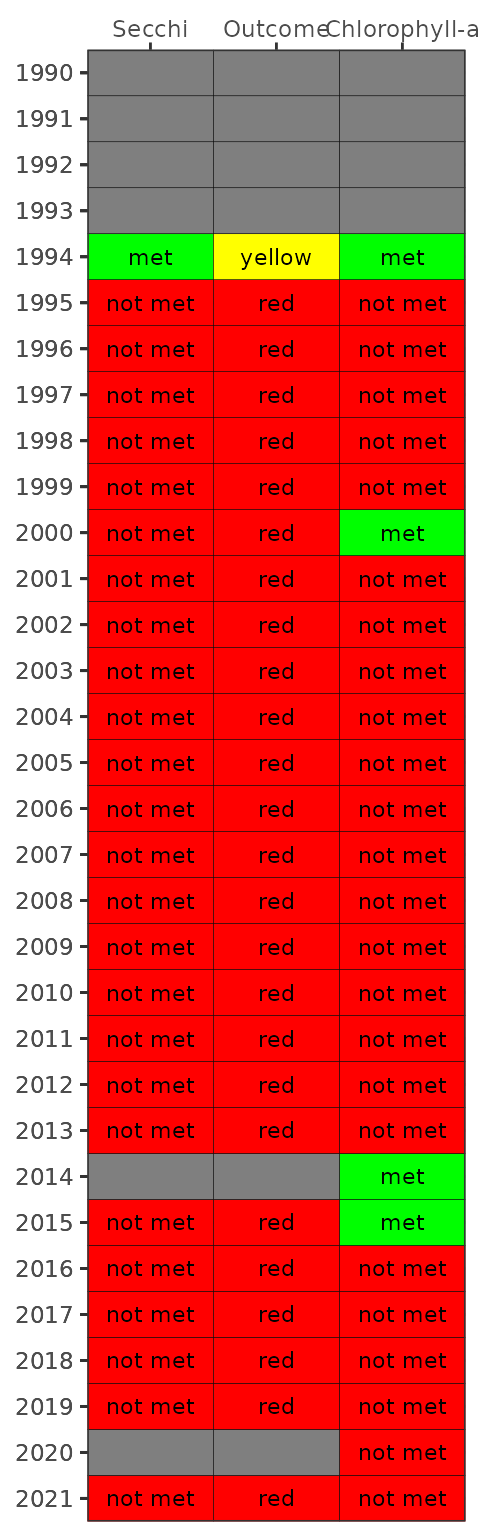 Secchi Outcome Chlorophyll-a
1990
1991
1992
1993
1994 met yellow met
1995 not met red not met
1996 not met red not met
1997 not met red not met
1998 not met red not met
1999 not met red not met
2000 not met red met
2001 not met red not met
2002 not met red not met
2003 not met red not met
2004 not met red not met
2005 not met red not met
2006 not met red not met
2007 not met red not met
2008 not met red not met
2009 not met red not met
2010 not met red not met
2011 not met red not met
2012 not met red not met
2013 not met red not met
2014 met
2015 not met red met
2016 not met red not met
2017 not met red not met
2018 not met red not met
2019 not met red not met
2020 not met
2021 not met red not met